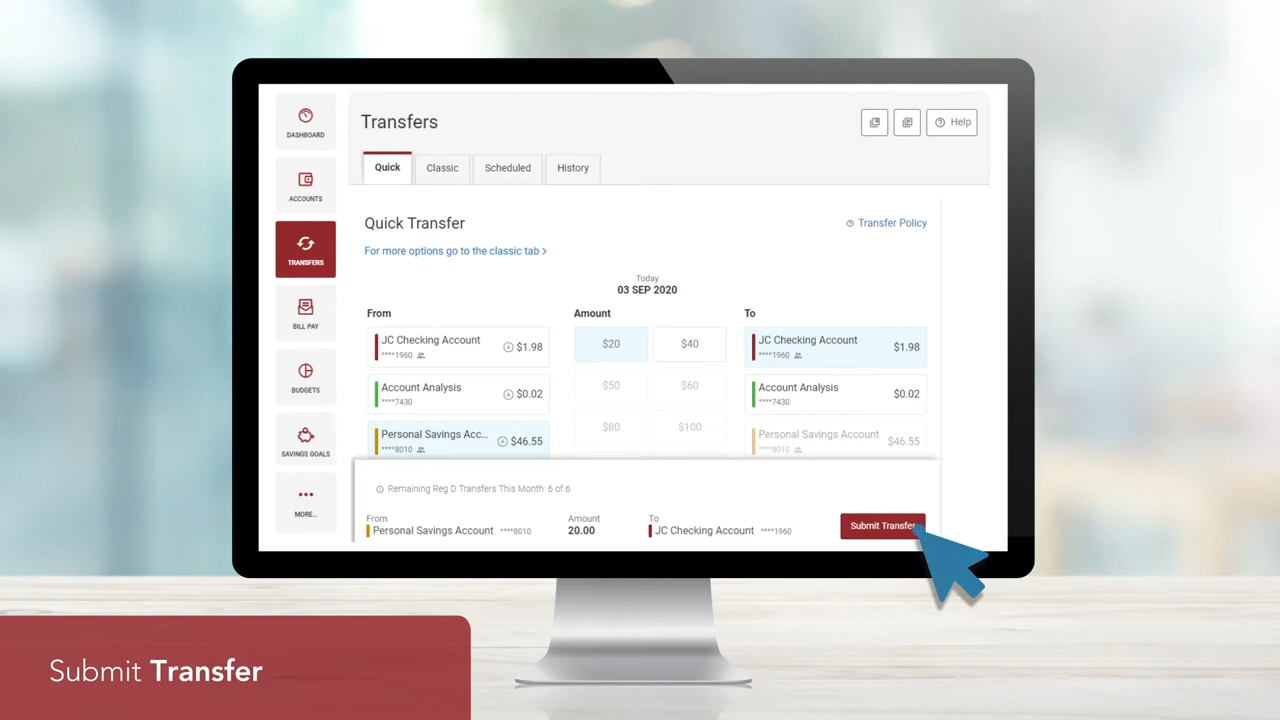 DASHBOARD
ACCOUNTS
TRANSFERS
BILL PAY
BUDGETS
SAVINGS GOALS
MORE...
Transfers
Help
Quick
Classic
Scheduled
History
Quick Transfer
Transfer Policy
For more options go to the classic tab >
Today
03 SEP 2020
From
JC Checking Account
****1960
$1.98
Account Analysis
****7430
$0.02
Personal Savings Acc...
****8010
$46.55
Amount
$20 $40
$50 $60
$80 $100
To
JC Checking Account
****1960
$1.98
Account Analysis
****7430
$0.02
Personal Savings Account
****8010
$46.55
Remaining Reg D Transfers This Month: 6 of 6
From
Personal Savings Account ****8010
Amount
20.00
To
JC Checking Account ****1960
Submit Transfer
Submit Transfer